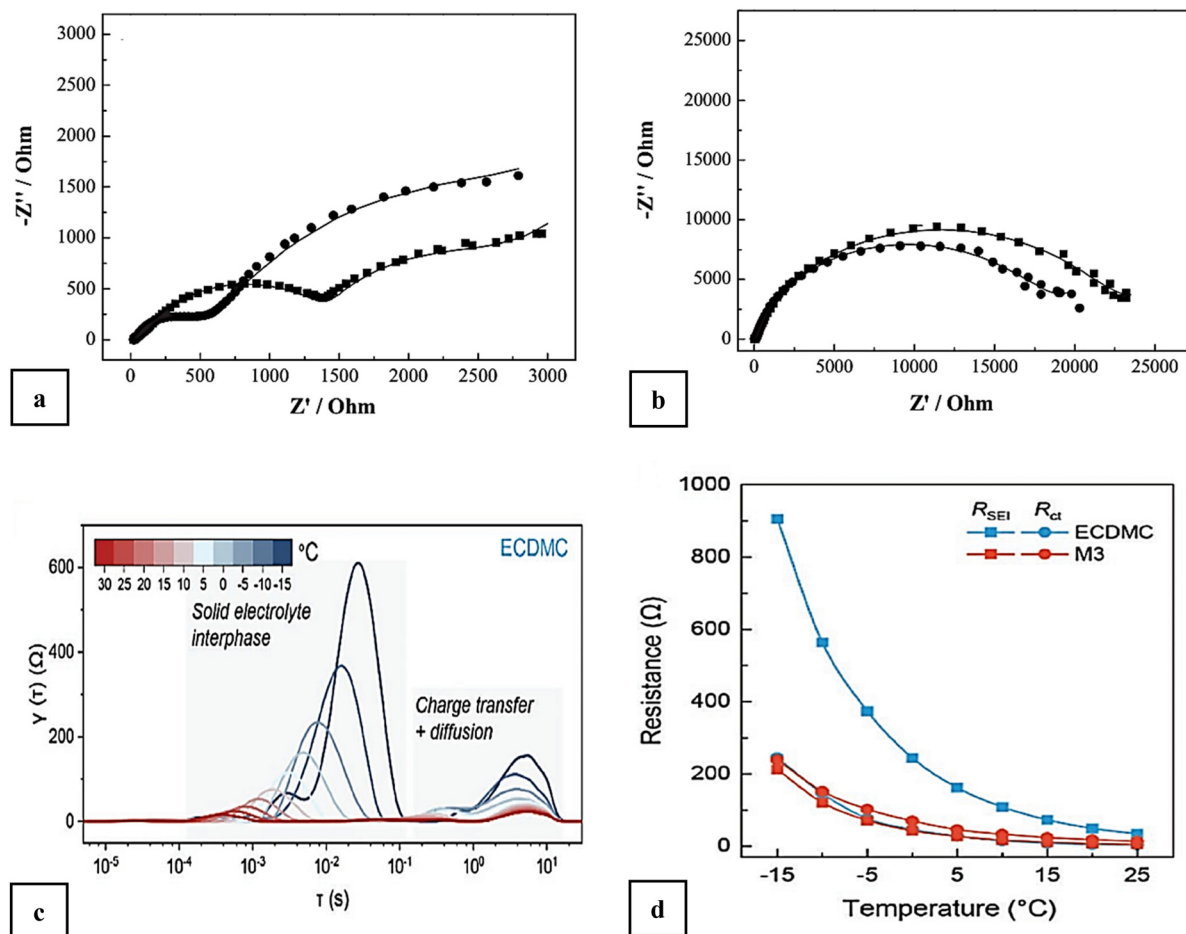 3000
2500
2000
1500
1000
500
0
-Z'' / Ohm
0 500 1000 1500 2000 2500 3000
Z' / Ohm
a
25000
20000
15000
10000
5000
0
-Z'' / Ohm
0 5000 10000 15000 20000 25000
Z' / Ohm
b
°C
ECDMC
30 25 20 15 10 5 0 -5 -10 -15
Solid electrolyte
interphase
Charge transfer
+ diffusion
600
400
200
0
γ (τ) (Ω)
10⁻⁵ 10⁻⁴ 10⁻³ 10⁻² 10⁻¹ 10⁰ 10¹
τ (s)
c
1000
800
600
400
200
0
Resistance (Ω)
R_SEI R_ct
ECDMC
M3
-15 -5 5 15 25
Temperature (°C)
d